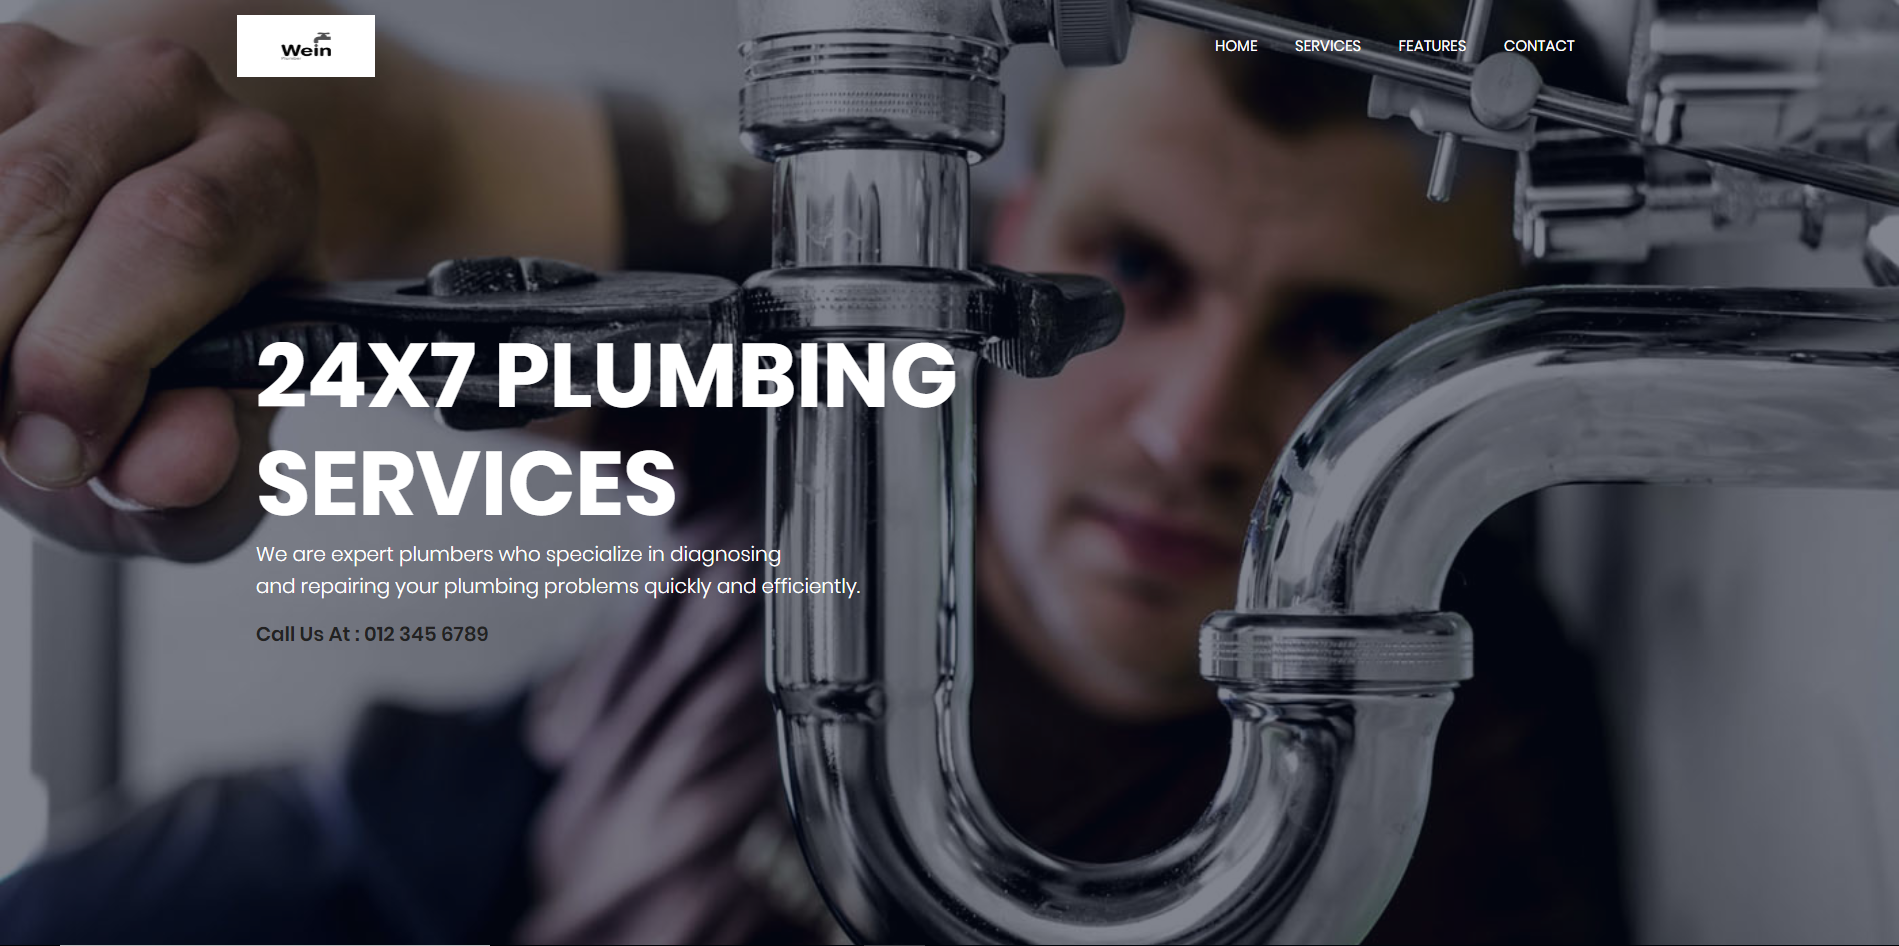 Wein
Plumber
HOME SERVICES FEATURES CONTACT
24X7 PLUMBING
SERVICES
We are expert plumbers who specialize in diagnosing
and repairing your plumbing problems quickly and efficiently.
Call Us At : 012 345 6789